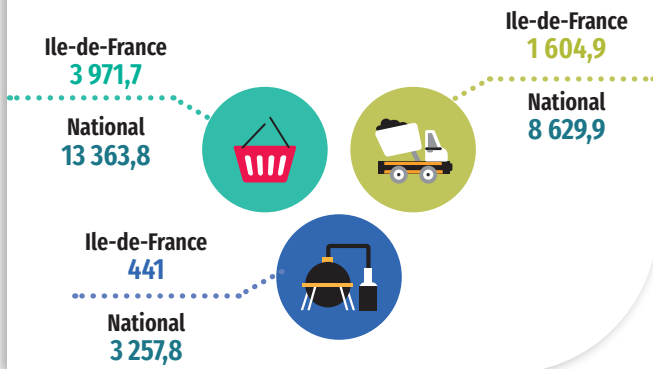 Ile-de-France
3 971,7
National
13 363,8
Ile-de-France
1 604,9
National
8 629,9
Ile-de-France
441
National
3 257,8